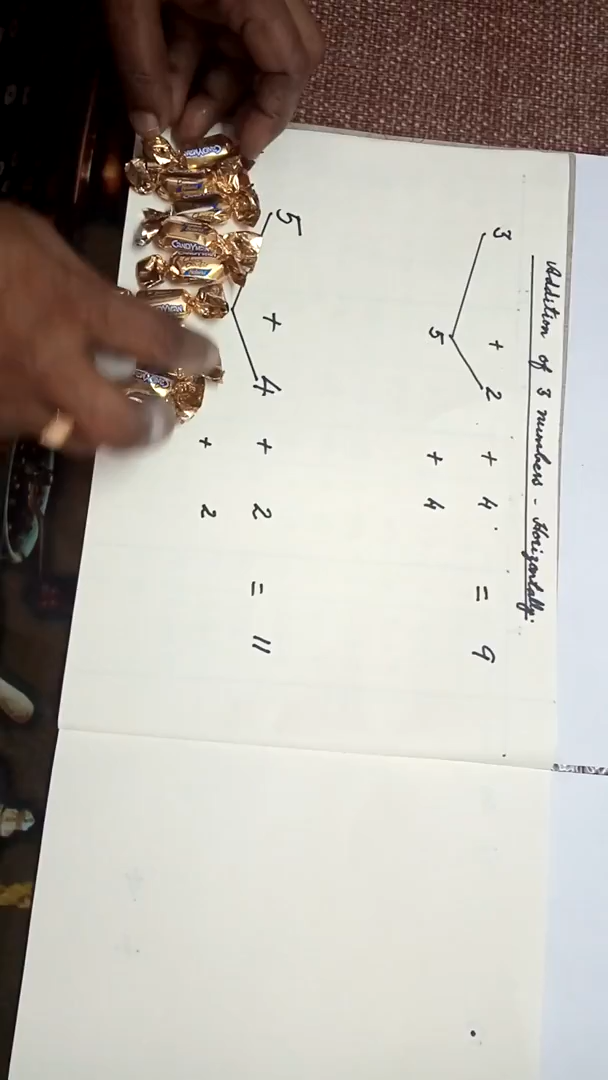 Addition of 3 numbers - Horizontally.
3 + 2 + 4 = 9
5 + 4
5 + 4 + 2 = 11
+ 2